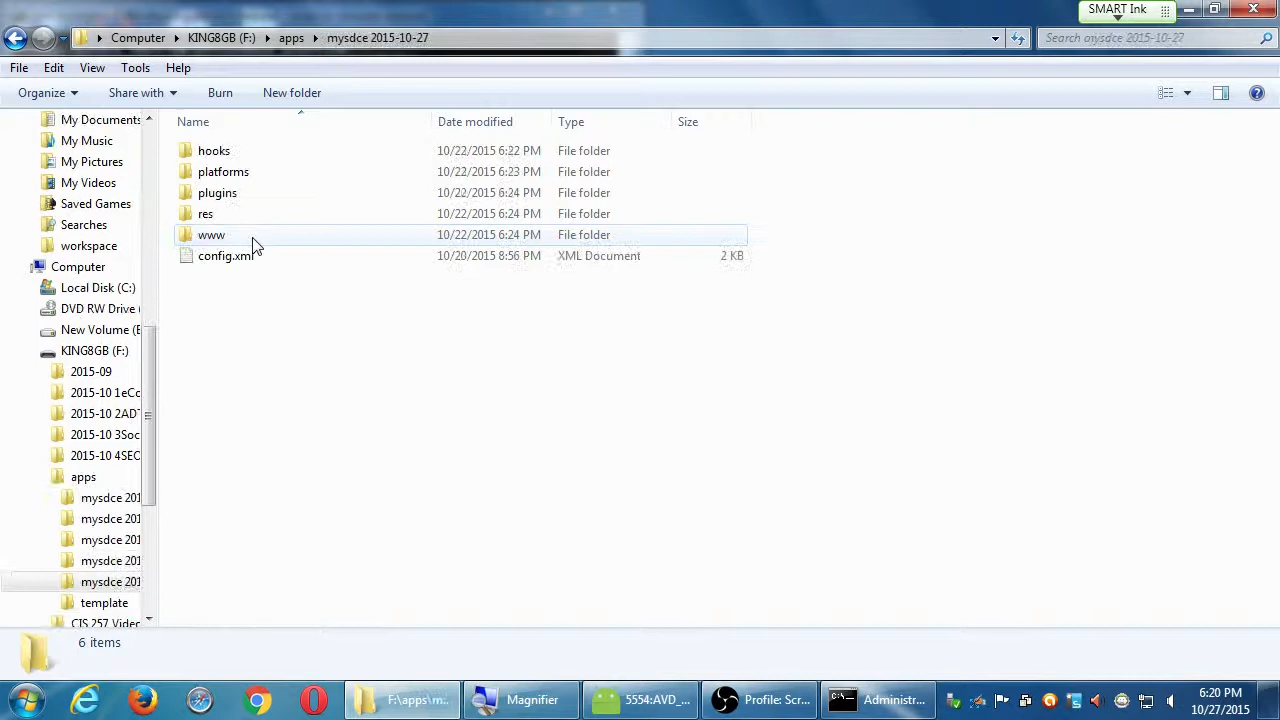 SMART Ink
Computer KING8GB (F:) apps mysdce 2015-10-27
Search mysdce 2015-10-27
File Edit View Tools Help
Organize Share with Burn New folder
Name Date modified Type Size
hooks 10/22/2015 6:22 PM File folder
platforms 10/22/2015 6:23 PM File folder
plugins 10/22/2015 6:24 PM File folder
res 10/22/2015 6:24 PM File folder
www 10/22/2015 6:24 PM File folder
config.xml 10/20/2015 8:56 PM XML Document 2 KB
My Documents
My Music
My Pictures
My Videos
Saved Games
Searches
workspace
Computer
Local Disk (C:)
DVD RW Drive (
New Volume (E
KING8GB (F:)
2015-09
2015-10 1eCo
2015-10 2ADT
2015-10 3Soc
2015-10 4SEC
apps
mysdce 201
mysdce 201
mysdce 201
mysdce 201
mysdce 201
template
CIS 257 Video
6 items
F:\apps\m... Magnifier 5554:AVD_... Profile: Scr... Administr...
6:20 PM
10/27/2015